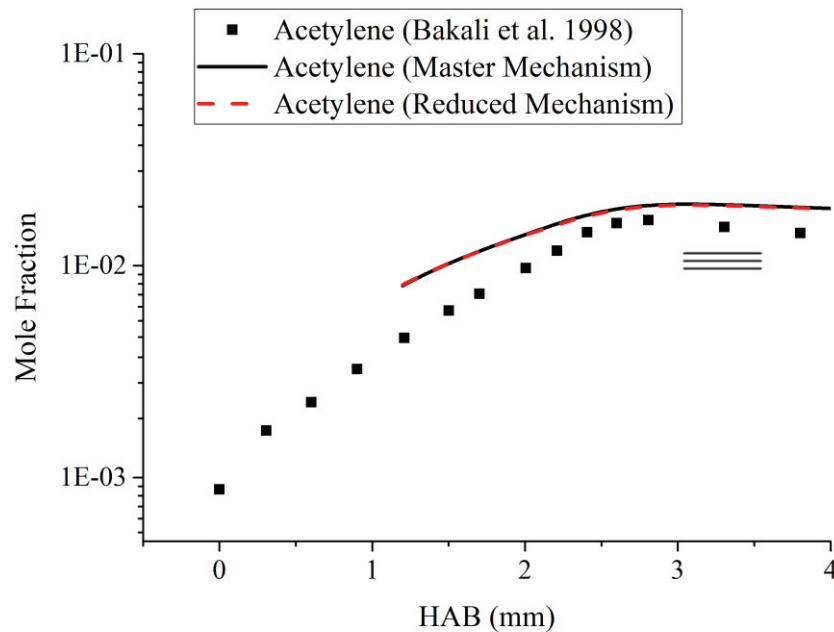 Acetylene (Bakali et al. 1998)
Acetylene (Master Mechanism)
Acetylene (Reduced Mechanism)
1E-01
1E-02
1E-03
Mole Fraction
0 1 2 3 4
HAB (mm)